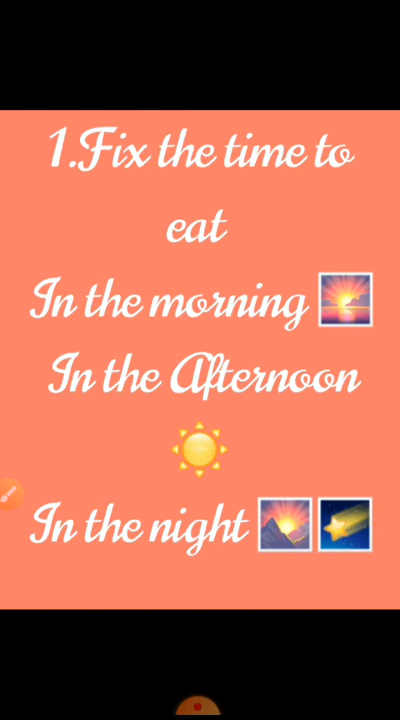 1.Fix the time to
eat
In the morning 🌅
In the Afternoon
☀️
In the night 🌄🌠